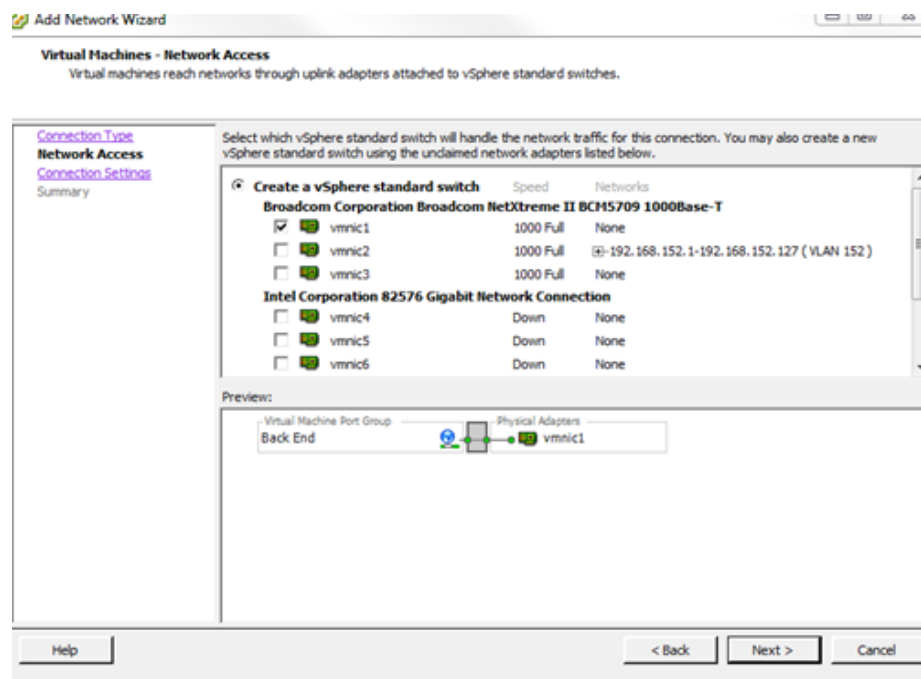 Add Network Wizard
Virtual Machines - Network Access
Virtual machines reach networks through uplink adapters attached to vSphere standard switches.
Connection Type
Network Access
Connection Settings
Summary
Select which vSphere standard switch will handle the network traffic for this connection. You may also create a new
vSphere standard switch using the unclaimed network adapters listed below.
Create a vSphere standard switch Speed Networks
Broadcom Corporation Broadcom NetXtreme II BCM5709 1000Base-T
vmnic1 1000 Full None
vmnic2 1000 Full 192.168.152.1-192.168.152.127 ( VLAN 152 )
vmnic3 1000 Full None
Intel Corporation 82576 Gigabit Network Connection
vmnic4 Down None
vmnic5 Down None
vmnic6 Down None
Preview:
Virtual Machine Port Group Physical Adapters
Back End vmnic1
Help < Back Next > Cancel